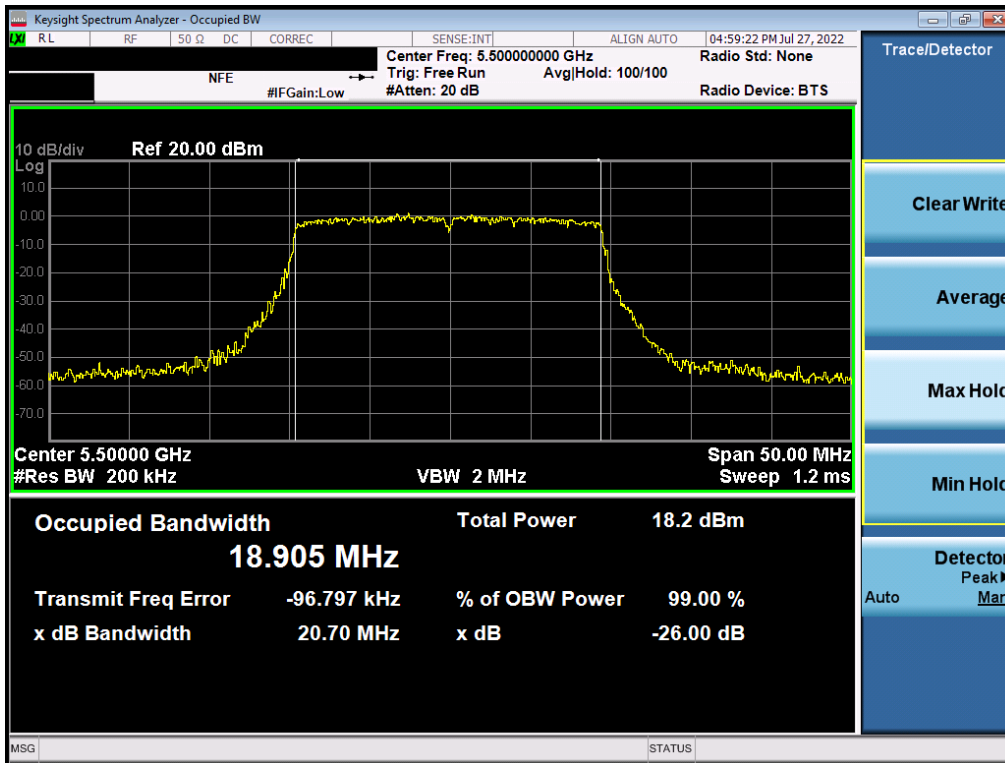 Keysight Spectrum Analyzer - Occupied BW
LXI RL RF 50 Ω DC CORREC SENSE:INT ALIGN AUTO 04:59:22 PM Jul 27, 2022
Center Freq: 5.500000000 GHz Radio Std: None
NFE Trig: Free Run Avg|Hold: 100/100
#IFGain:Low #Atten: 20 dB Radio Device: BTS
Trace/Detector
10 dB/div Ref 20.00 dBm
Log
10.0
0.00
-10.0
-20.0
-30.0
-40.0
-50.0
-60.0
-70.0
Center 5.50000 GHz Span 50.00 MHz
#Res BW 200 kHz VBW 2 MHz Sweep 1.2 ms
Occupied Bandwidth Total Power 18.2 dBm
18.905 MHz
Transmit Freq Error -96.797 kHz % of OBW Power 99.00 %
x dB Bandwidth 20.70 MHz x dB -26.00 dB
Clear Write
Average
Max Hold
Min Hold
Detector
Peak
Auto Man
MSG STATUS